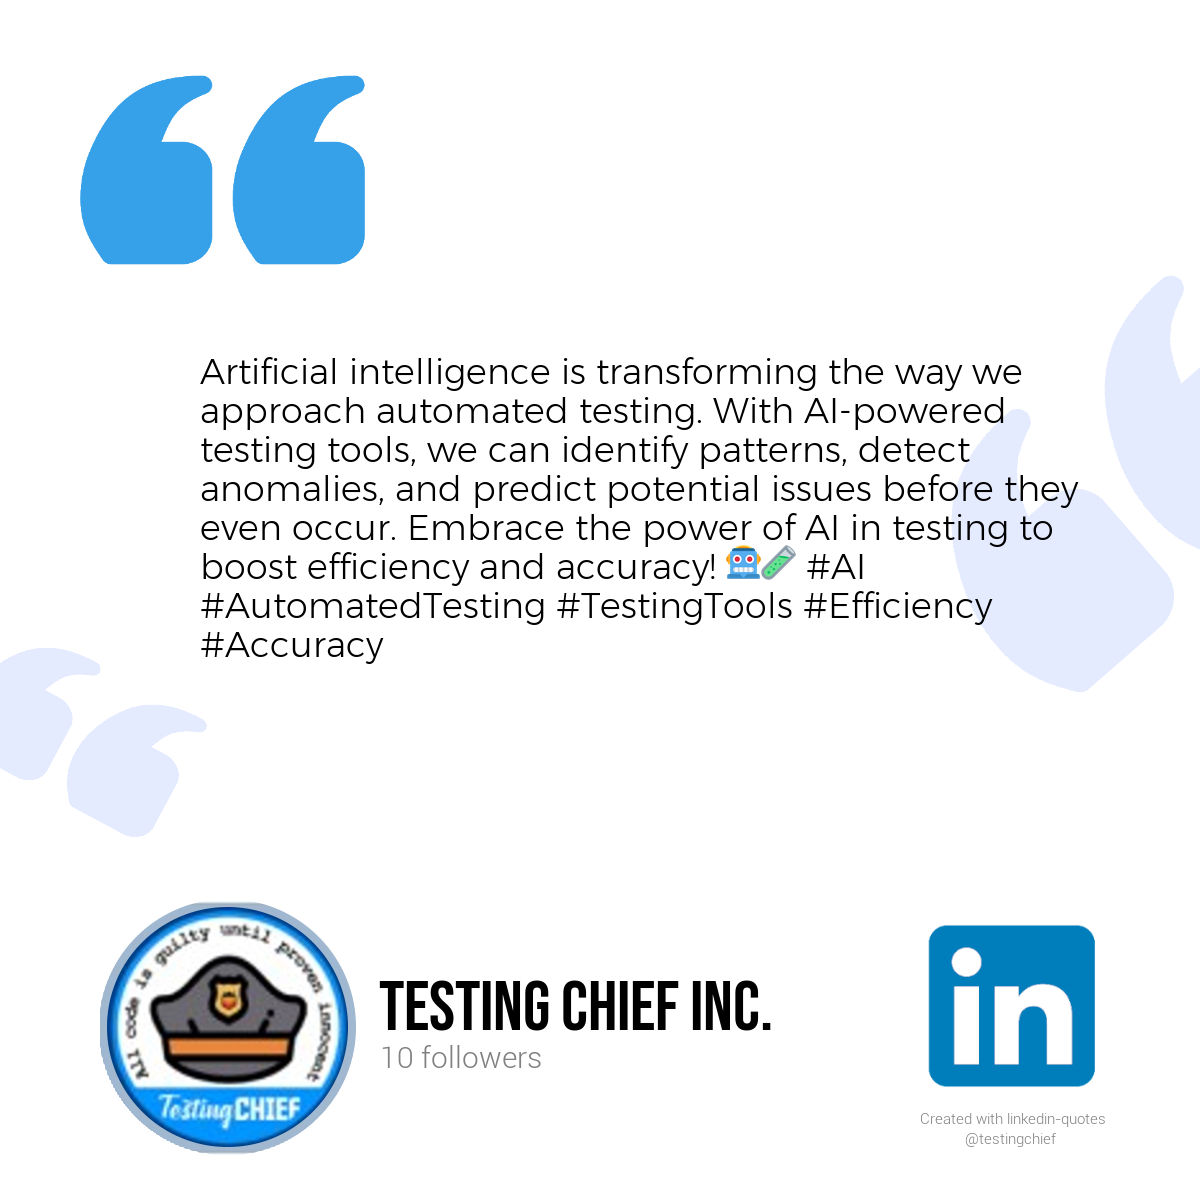 Artificial intelligence is transforming the way we
approach automated testing. With AI-powered
testing tools, we can identify patterns, detect
anomalies, and predict potential issues before they
even occur. Embrace the power of AI in testing to
boost efficiency and accuracy! 🤖🧪 #AI
#AutomatedTesting #TestingTools #Efficiency
#Accuracy
All code is guilty until proven innocent
Testing CHIEF
TESTING CHIEF INC.
10 followers
in
Created with linkedin-quotes
@testingchief